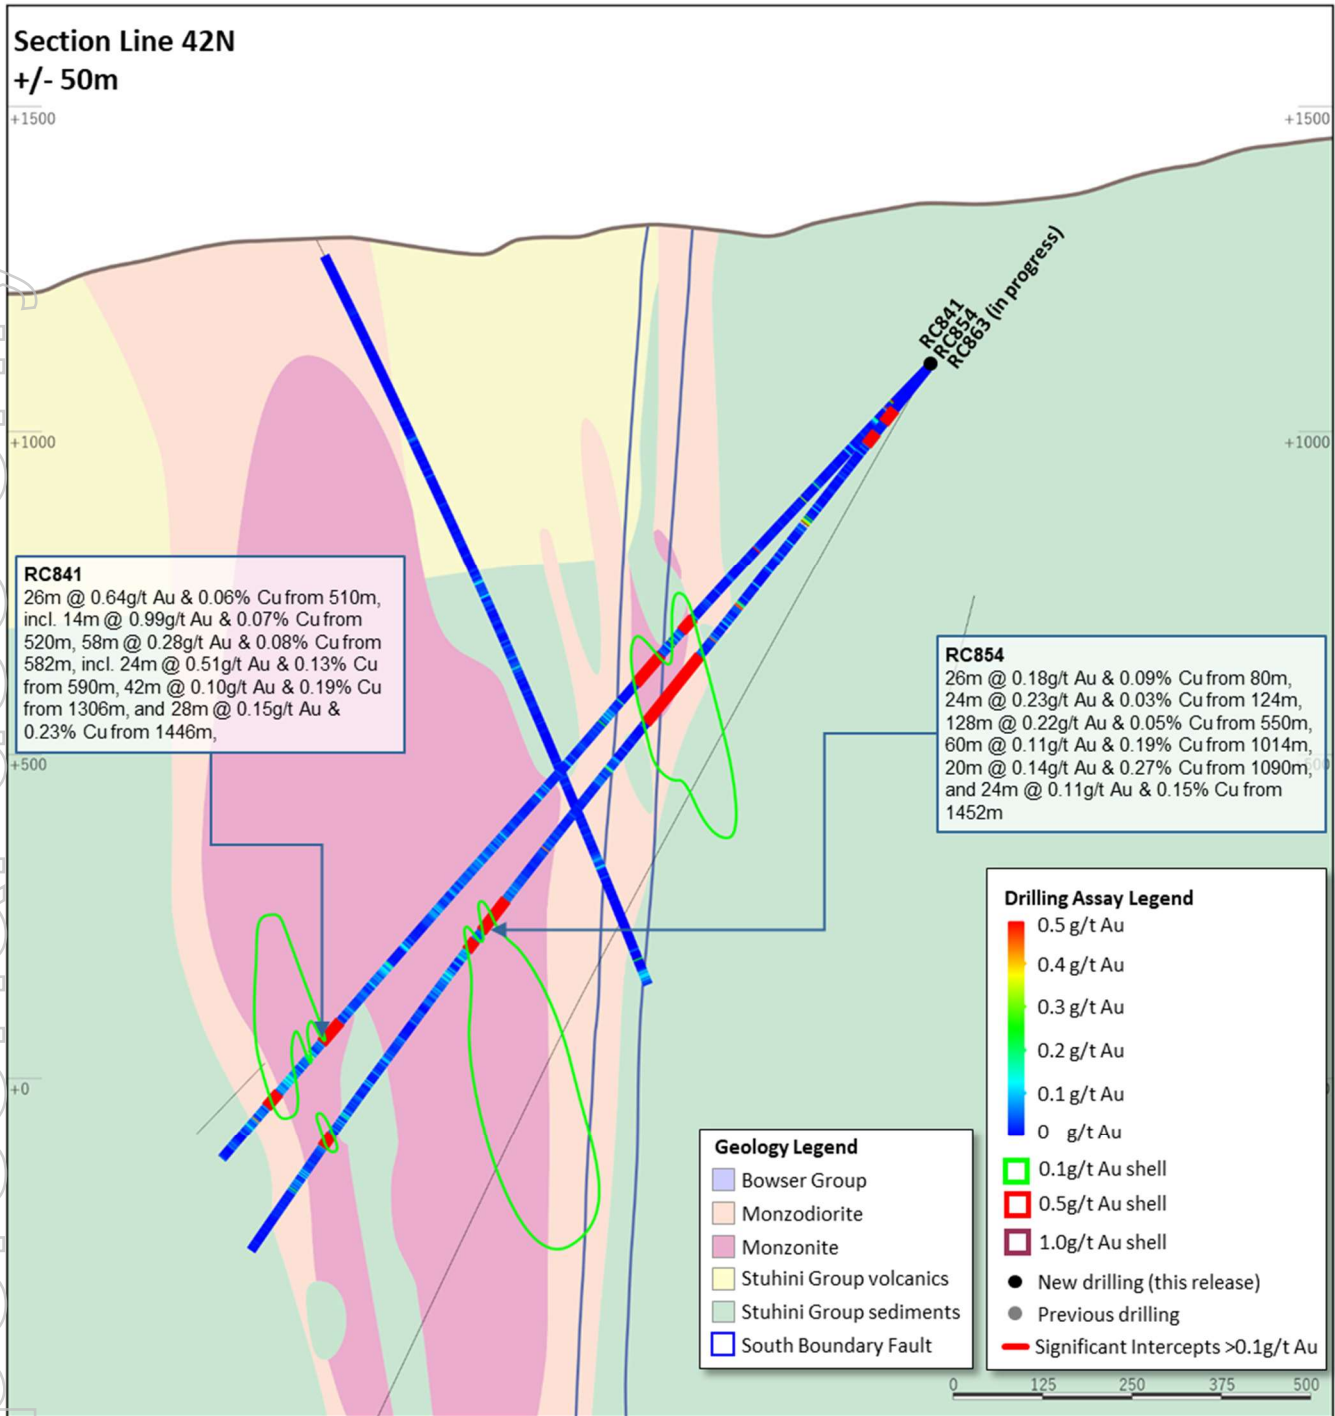 Section Line 42N
+/- 50m
+1500
+1500
RC841
RC854
RC863 (in progress)
+1000
+1000
RC841
26m @ 0.64g/t Au & 0.06% Cu from 510m,
incl. 14m @ 0.99g/t Au & 0.07% Cu from
520m, 58m @ 0.28g/t Au & 0.08% Cu from
582m, incl. 24m @ 0.51g/t Au & 0.13% Cu
from 590m, 42m @ 0.10g/t Au & 0.19% Cu
from 1306m, and 28m @ 0.15g/t Au &
0.23% Cu from 1446m,
RC854
26m @ 0.18g/t Au & 0.09% Cu from 80m,
24m @ 0.23g/t Au & 0.03% Cu from 124m,
128m @ 0.22g/t Au & 0.05% Cu from 550m,
60m @ 0.11g/t Au & 0.19% Cu from 1014m,
20m @ 0.14g/t Au & 0.27% Cu from 1090m,
and 24m @ 0.11g/t Au & 0.15% Cu from
1452m
+500
+0
Drilling Assay Legend
0.5 g/t Au
0.4 g/t Au
0.3 g/t Au
0.2 g/t Au
0.1 g/t Au
0 g/t Au
0.1g/t Au shell
0.5g/t Au shell
1.0g/t Au shell
New drilling (this release)
Previous drilling
Significant Intercepts >0.1g/t Au
Geology Legend
Bowser Group
Monzodiorite
Monzonite
Stuhini Group volcanics
Stuhini Group sediments
South Boundary Fault
0 125 250 375 500